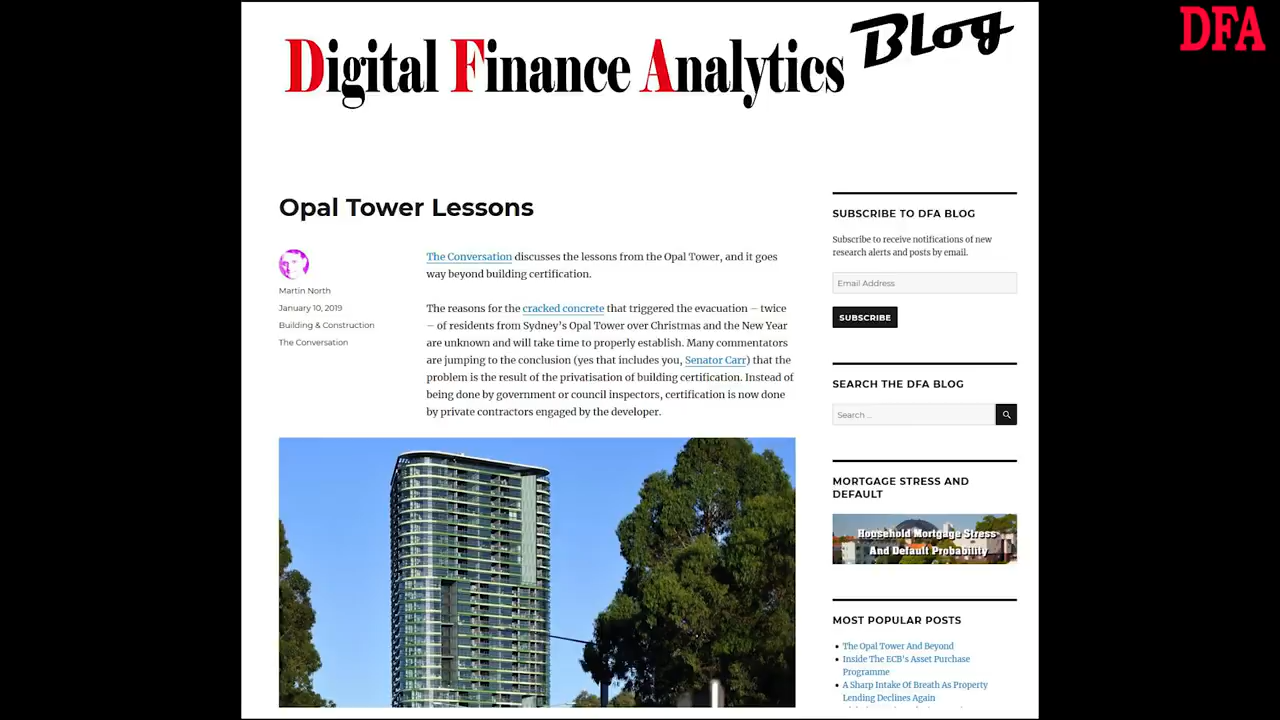 Digital Finance Analytics Blog
DFA
Opal Tower Lessons
Martin North
January 10, 2019
Building & Construction
The Conversation
The Conversation discusses the lessons from the Opal Tower, and it goes
way beyond building certification.
The reasons for the cracked concrete that triggered the evacuation – twice
– of residents from Sydney's Opal Tower over Christmas and the New Year
are unknown and will take time to properly establish. Many commentators
are jumping to the conclusion (yes that includes you, Senator Carr) that the
problem is the result of the privatisation of building certification. Instead of
being done by government or council inspectors, certification is now done
by private contractors engaged by the developer.
SUBSCRIBE TO DFA BLOG
Subscribe to receive notifications of new
research alerts and posts by email.
Email Address
SUBSCRIBE
SEARCH THE DFA BLOG
Search …
MORTGAGE STRESS AND
DEFAULT
Household Mortgage Stress
And Default Probability
MOST POPULAR POSTS
The Opal Tower And Beyond
Inside The ECB's Asset Purchase
Programme
A Sharp Intake Of Breath As Property
Lending Declines Again